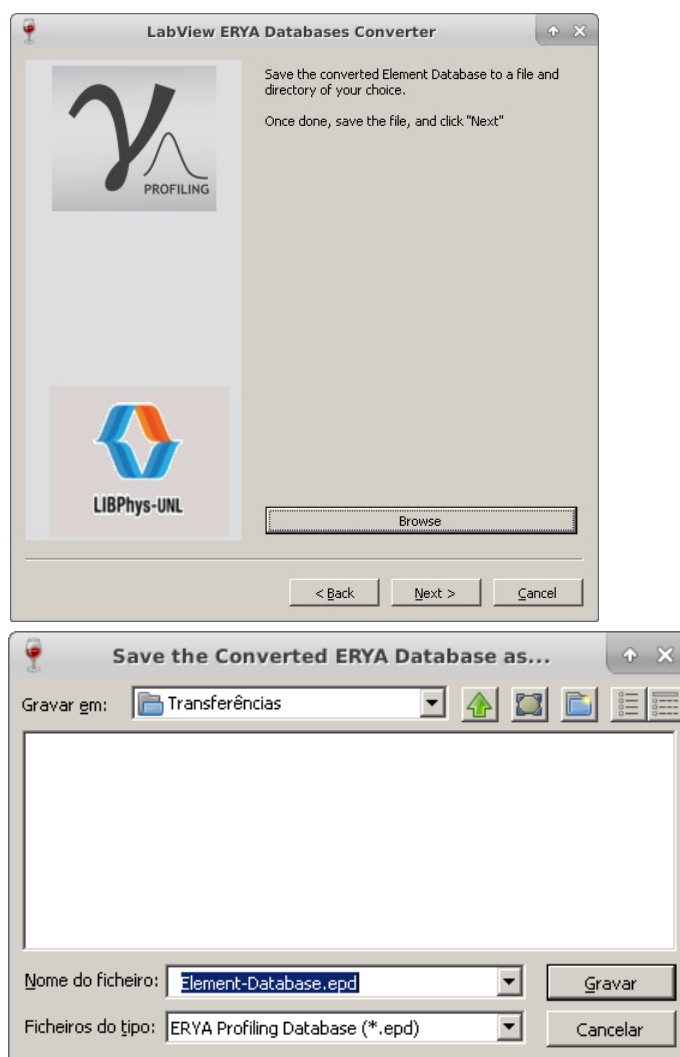 LabView ERYA Databases Converter
Save the converted Element Database to a file and
directory of your choice.
Once done, save the file, and click "Next"
γ
PROFILING
LIBPhys-UNL
Browse
< Back
Next >
Cancel
Save the Converted ERYA Database as...
Gravar em:
Transferências
Nome do ficheiro:
Element-Database.epd
Gravar
Ficheiros do tipo:
ERYA Profiling Database (*.epd)
Cancelar